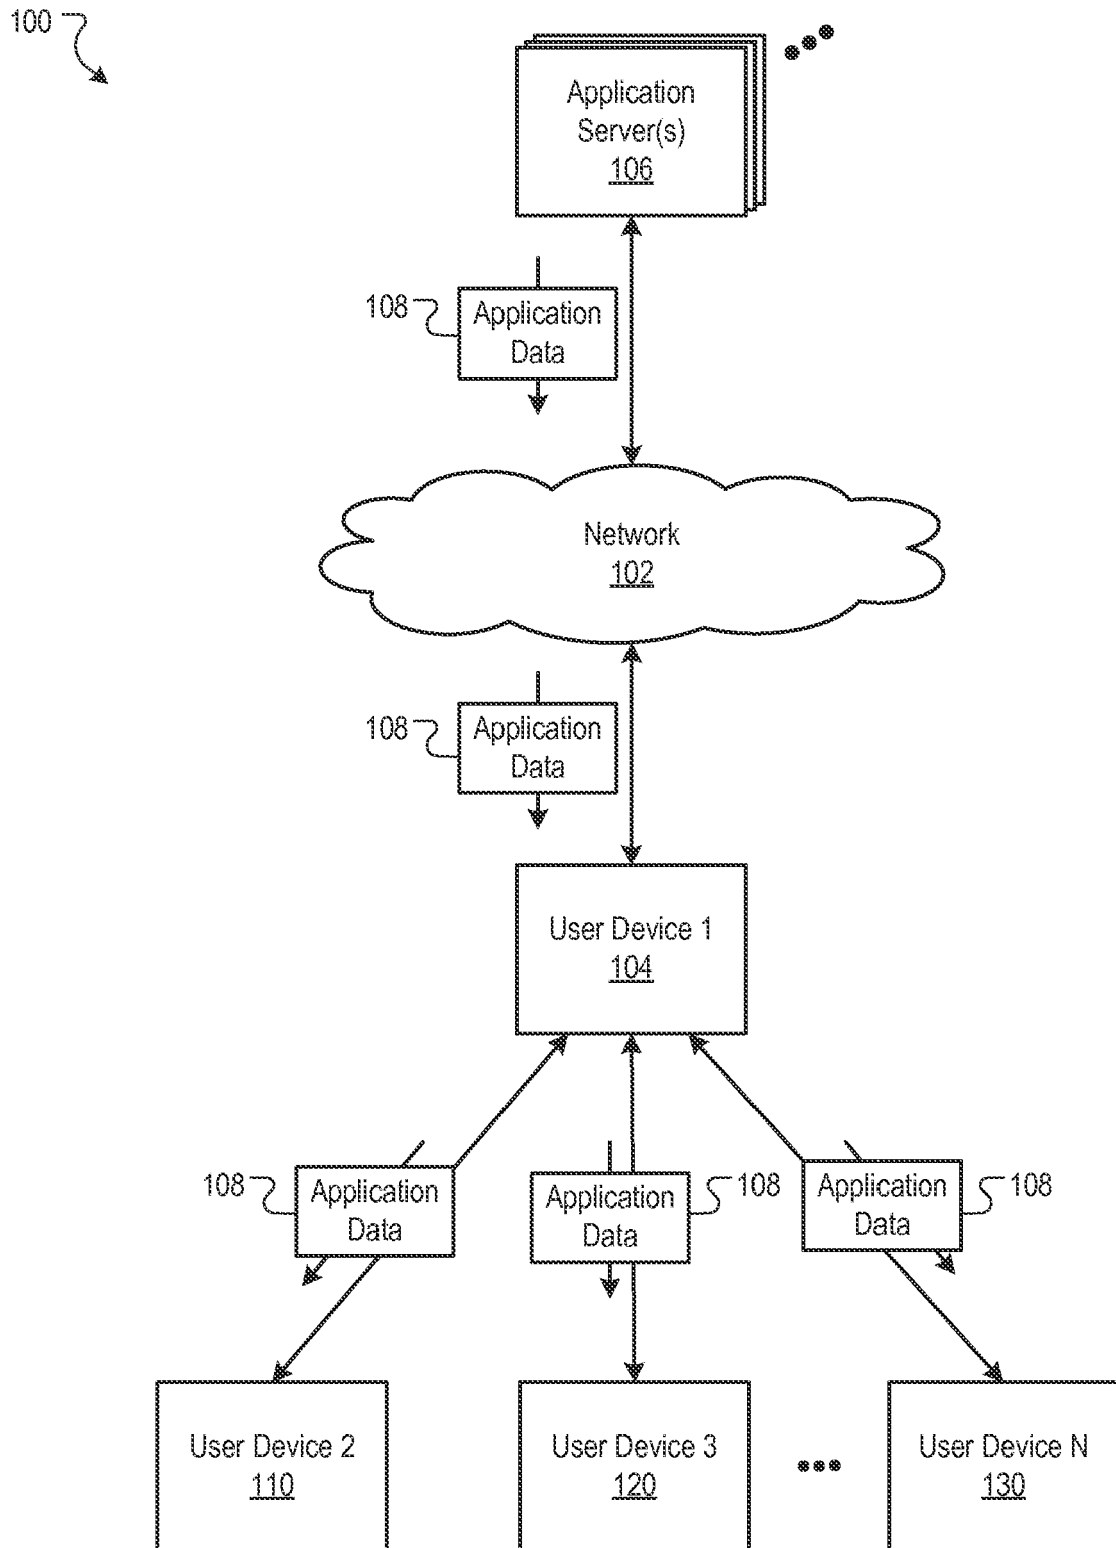 100
Application
Server(s)
106
108
Application
Data
Network
102
108
Application
Data
User Device 1
104
108
Application
Data
Application
Data
108
Application
Data
108
User Device 2
110
User Device 3
120
User Device N
130